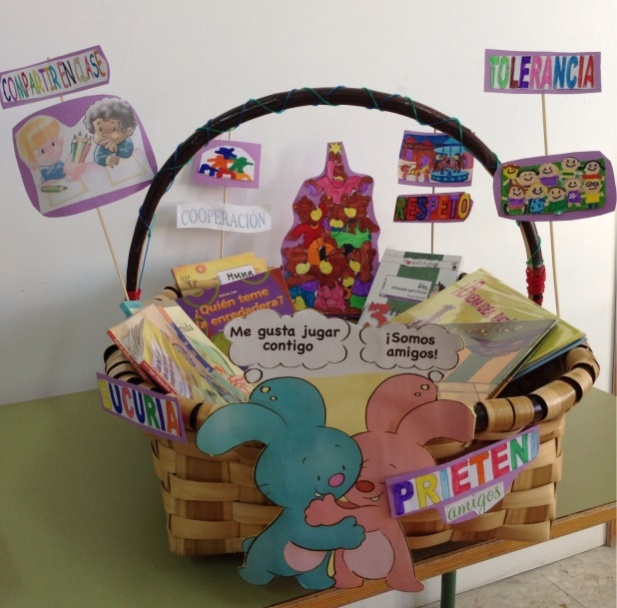 COMPARTIR EN CLASE
TOLERANCIA
COOPERACIÓN
RESPETO
MUNA
¿Quién teme
la enredadera?
Me gusta jugar
contigo
¡Somos
amigos!
BUCURIA
PRIETENI
amigos